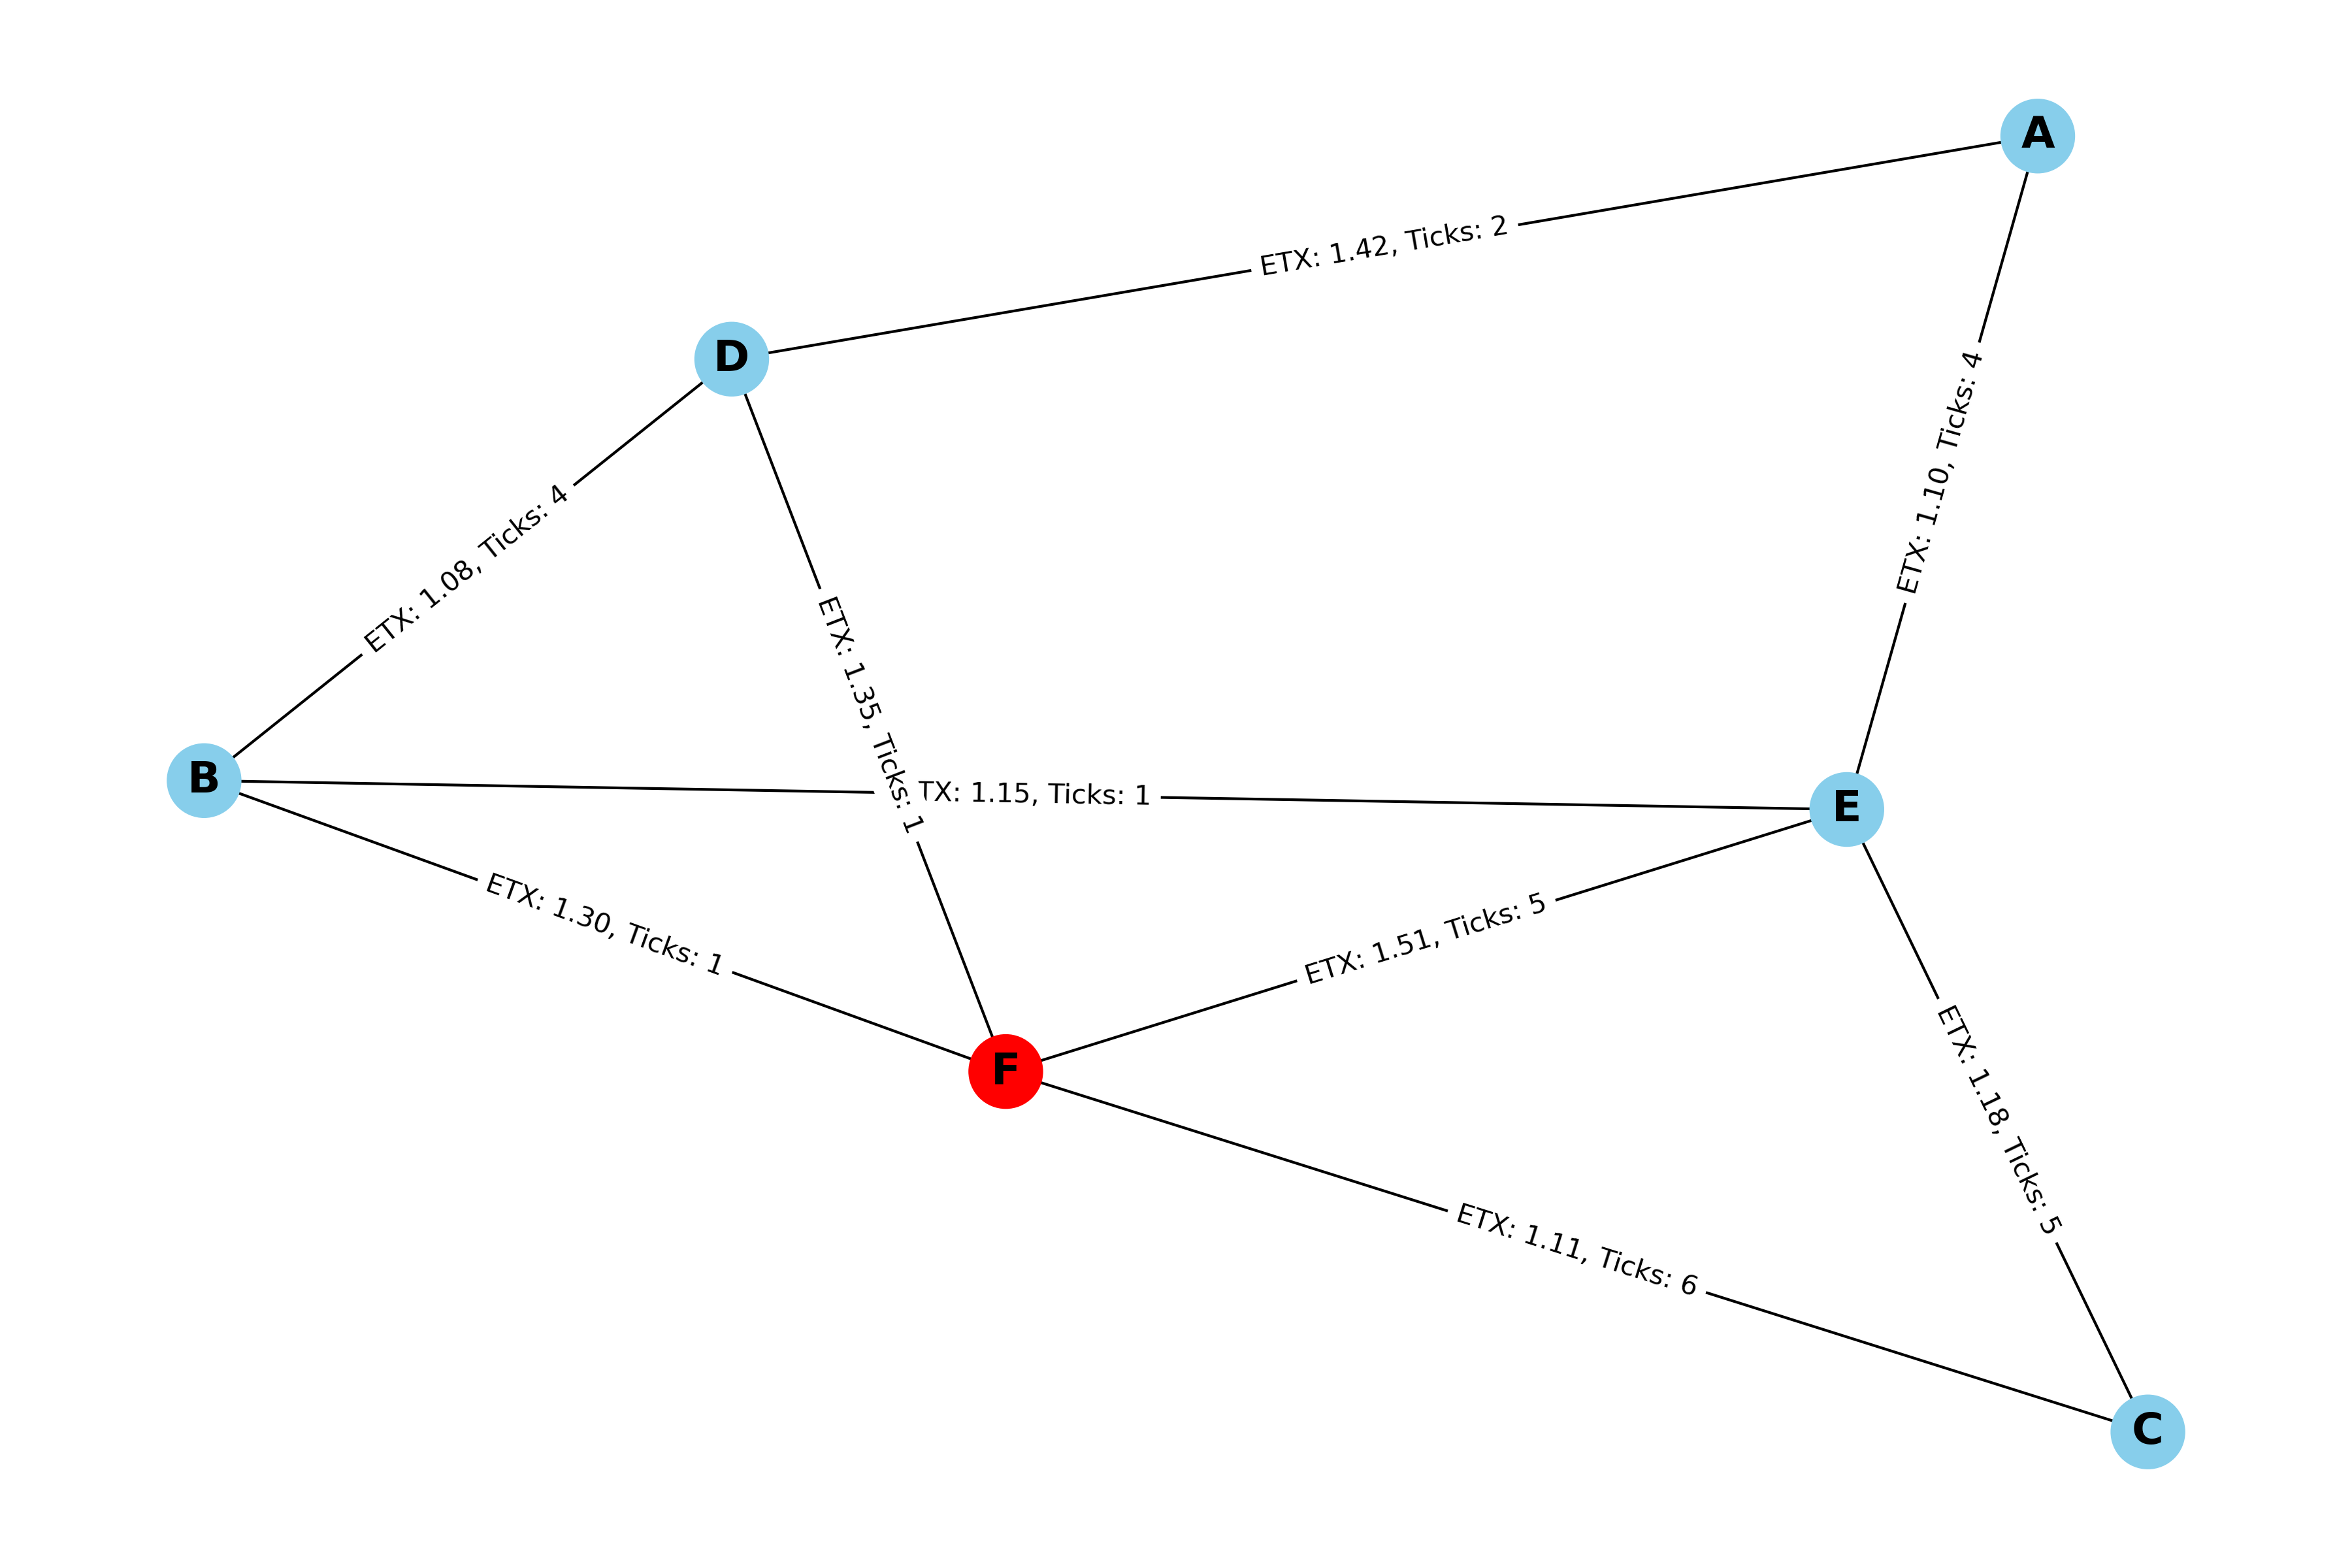 A
ETX: 1.42, Ticks: 2
D
ETX: 1.10, Ticks: 4
ETX: 1.08, Ticks: 4
ETX: 1.35, Ticks: 1
B
TX: 1.15, Ticks: 1
E
ETX: 1.30, Ticks: 1
ETX: 1.51, Ticks: 5
F
ETX: 1.18, Ticks: 5
ETX: 1.11, Ticks: 6
C